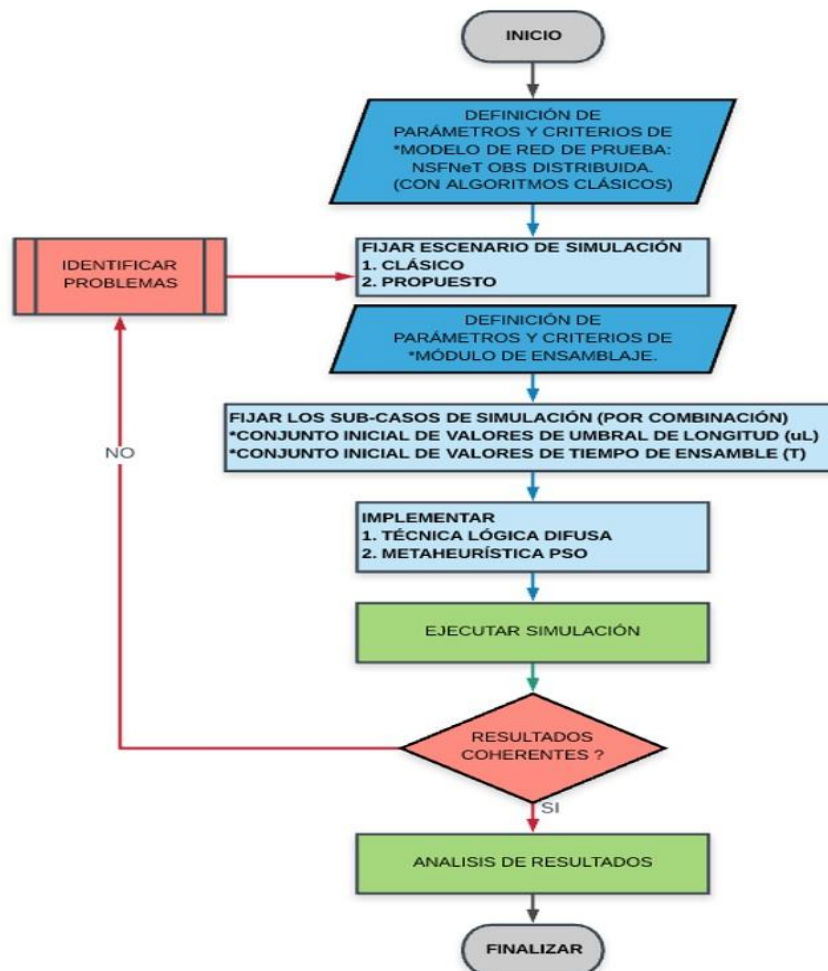 INICIO
DEFINICIÓN DE
PARÁMETROS Y CRITERIOS DE
*MODELO DE RED DE PRUEBA:
NSFNeT OBS DISTRIBUIDA.
(CON ALGORITMOS CLÁSICOS)
IDENTIFICAR
PROBLEMAS
FIJAR ESCENARIO DE SIMULACIÓN
1. CLÁSICO
2. PROPUESTO
DEFINICIÓN DE
PARÁMETROS Y CRITERIOS DE
*MÓDULO DE ENSAMBLAJE.
FIJAR LOS SUB-CASOS DE SIMULACIÓN (POR COMBINACIÓN)
*CONJUNTO INICIAL DE VALORES DE UMBRAL DE LONGITUD (uL)
*CONJUNTO INICIAL DE VALORES DE TIEMPO DE ENSAMBLE (T)
NO
IMPLEMENTAR
1. TÉCNICA LÓGICA DIFUSA
2. METAHEURÍSTICA PSO
EJECUTAR SIMULACIÓN
RESULTADOS
COHERENTES ?
SI
ANALISIS DE RESULTADOS
FINALIZAR